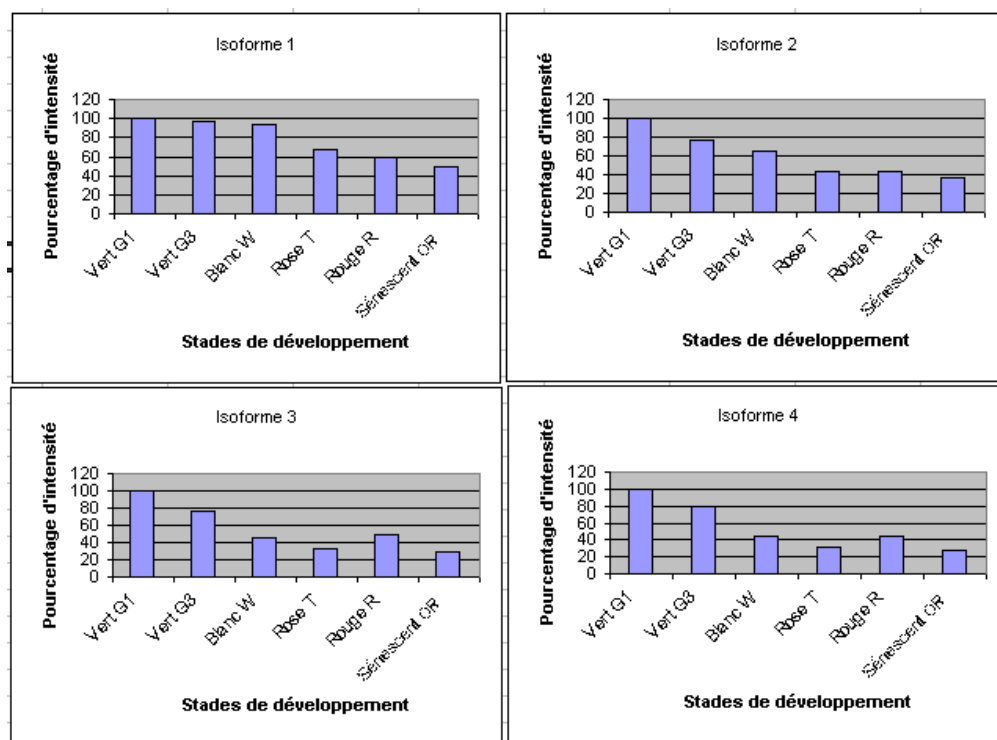 Isoforme 1
Pourcentage d'intensité
120
100
80
60
40
20
0
Vert G1
Vert G3
Blanc W
Rose T
Rouge R
Sénescent OR
Stades de développement
Isoforme 2
Pourcentage d'intensité
120
100
80
60
40
20
0
Vert G1
Vert G3
Blanc W
Rose T
Rouge R
Sénescent OR
Stades de développement
Isoforme 3
Pourcentage d'intensité
120
100
80
60
40
20
0
Vert G1
Vert G3
Blanc W
Rose T
Rouge R
Sénescent OR
Stades de développement
Isoforme 4
Pourcentage d'intensité
120
100
80
60
40
20
0
Vert G1
Vert G3
Blanc W
Rose T
Rouge R
Sénescent OR
Stades de développement